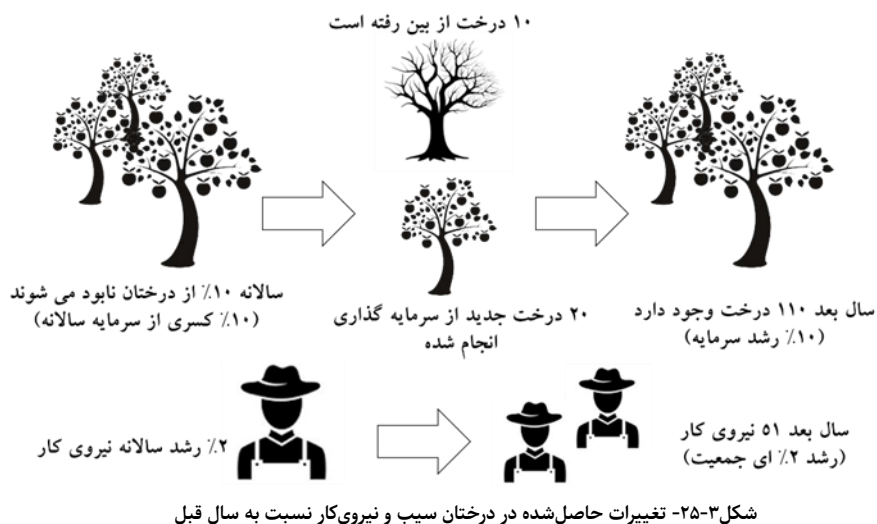 ۱۰ درخت از بین رفته است
سالانه ۱۰٪ از درختان نابود می شوند
(۱۰٪ کسری از سرمایه سالانه)
۲۰ درخت جدید از سرمایه گذاری
انجام شده
سال بعد ۱۱۰ درخت وجود دارد
(۱۰٪ رشد سرمایه)
۲٪ رشد سالانه نیروی کار
سال بعد ۵۱ نیروی کار
(رشد ۲٪ ای جمعیت)
شکل۳-۲۵- تغییرات حاصل‌شده در درختان سیب و نیروی‌کار نسبت به سال قبل